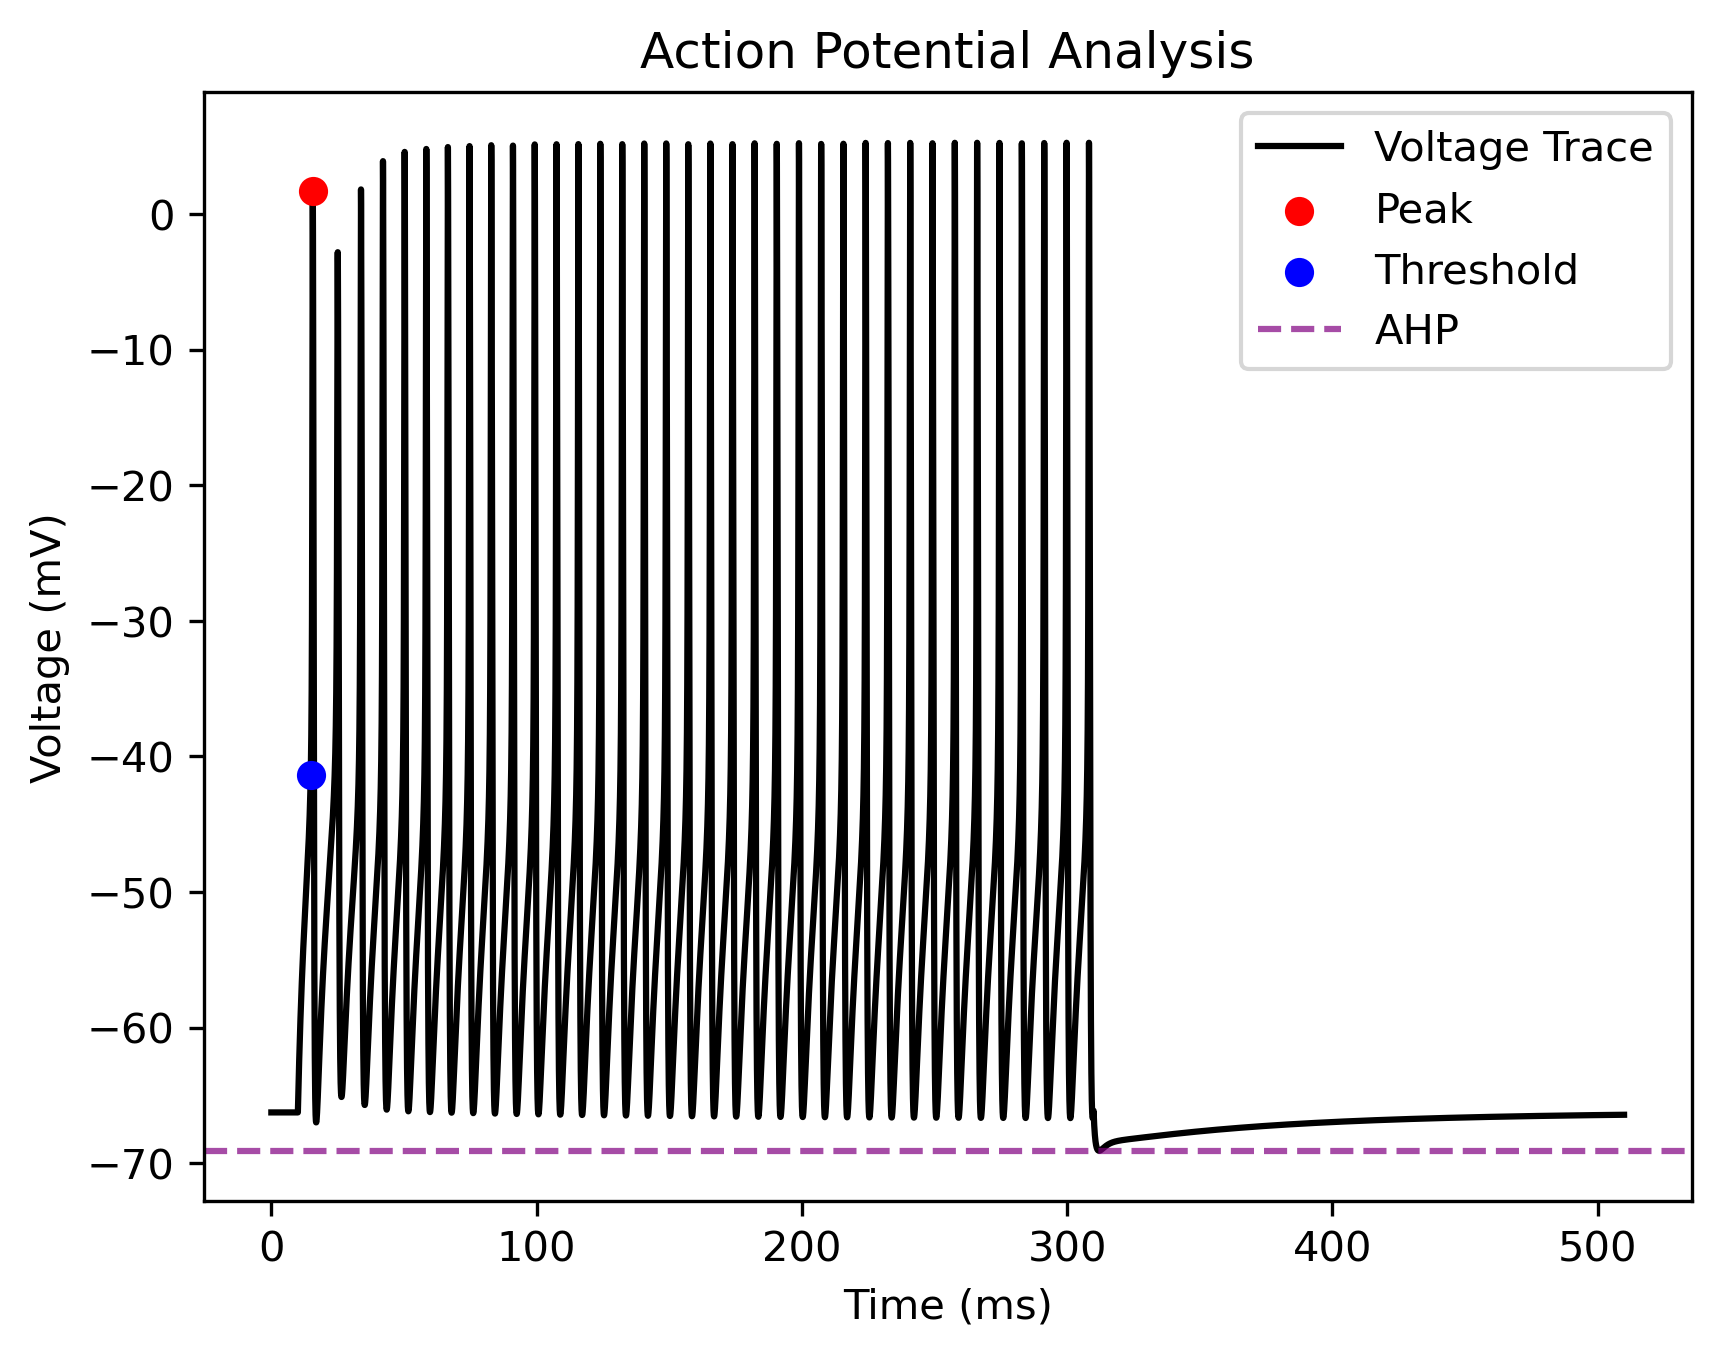 Action Potential Analysis
Voltage Trace
Peak
Threshold
AHP
0
−10
−20
−30
−40
−50
−60
−70
Voltage (mV)
0 100 200 300 400 500
Time (ms)